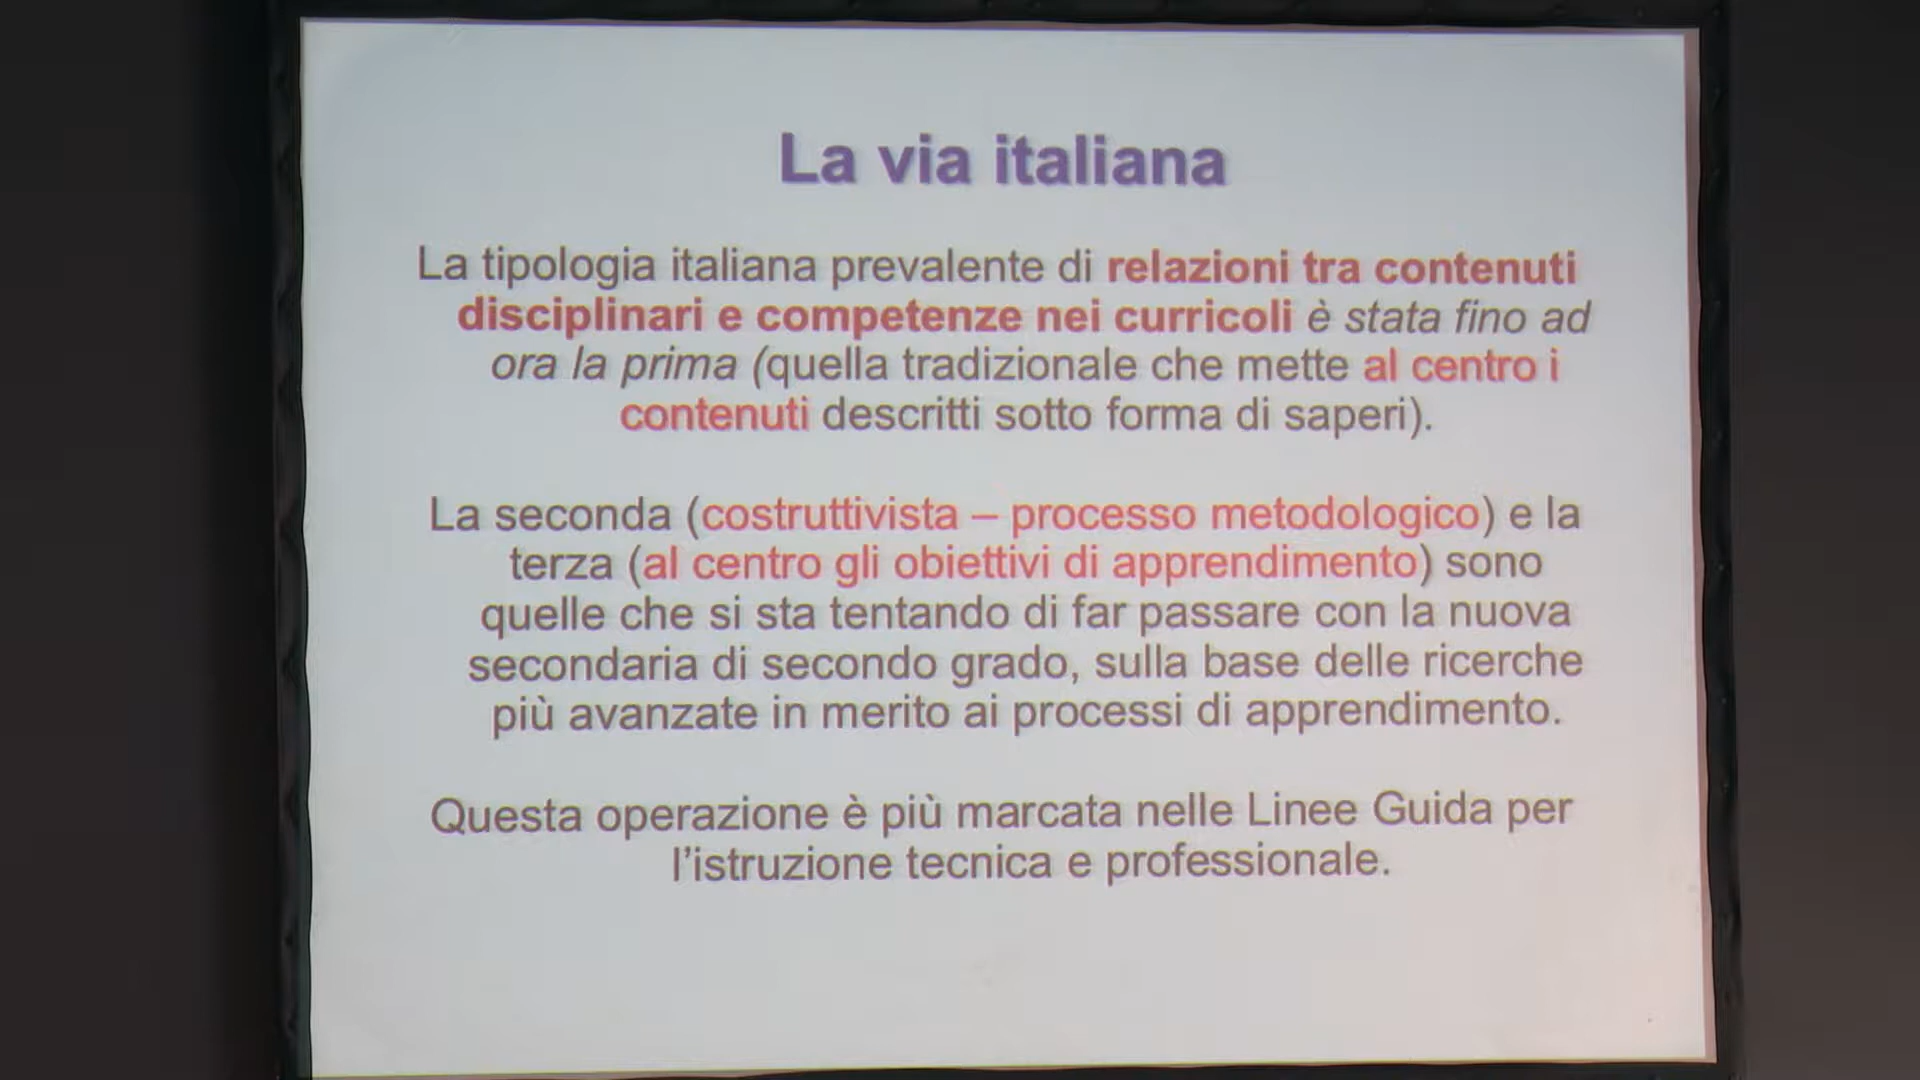 La via italiana
La tipologia italiana prevalente di relazioni tra contenuti
disciplinari e competenze nei curricoli è stata fino ad
ora la prima (quella tradizionale che mette al centro i
contenuti descritti sotto forma di saperi).
La seconda (costruttivista – processo metodologico) e la
terza (al centro gli obiettivi di apprendimento) sono
quelle che si sta tentando di far passare con la nuova
secondaria di secondo grado, sulla base delle ricerche
più avanzate in merito ai processi di apprendimento.
Questa operazione è più marcata nelle Linee Guida per
l’istruzione tecnica e professionale.